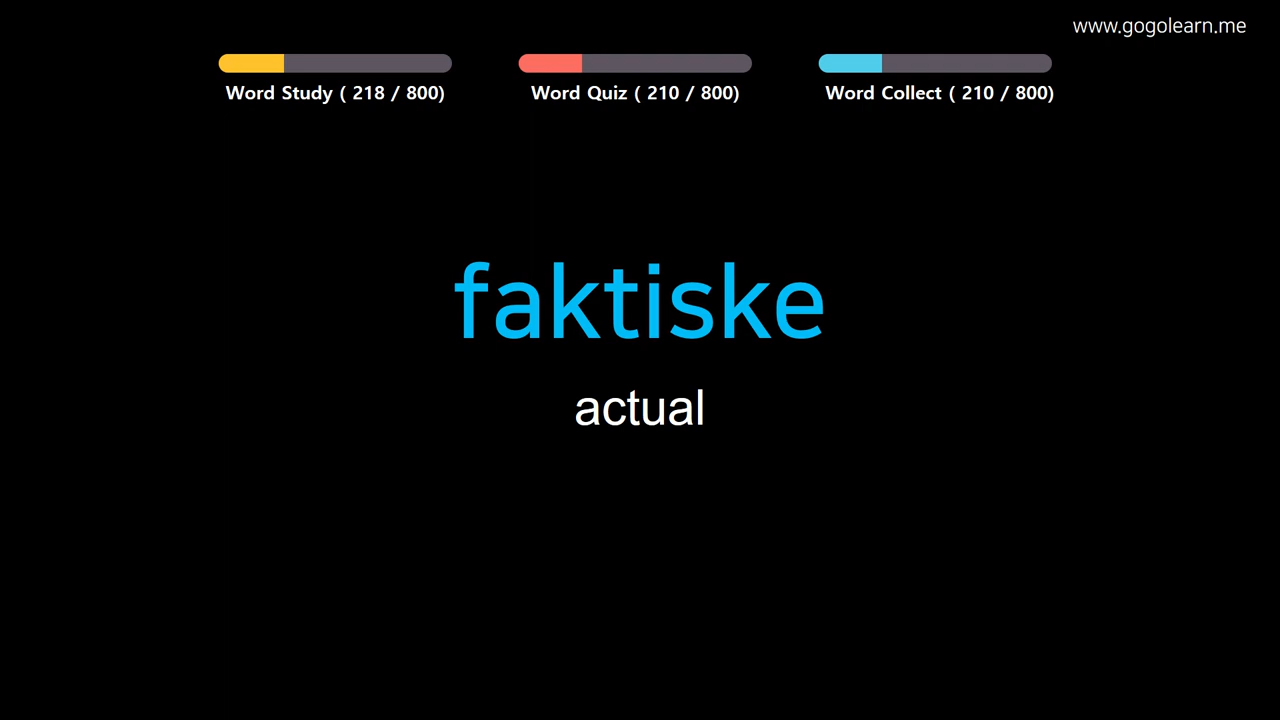 www.gogolearn.me
Word Study ( 218 / 800)
Word Quiz ( 210 / 800)
Word Collect ( 210 / 800)
faktiske
actual